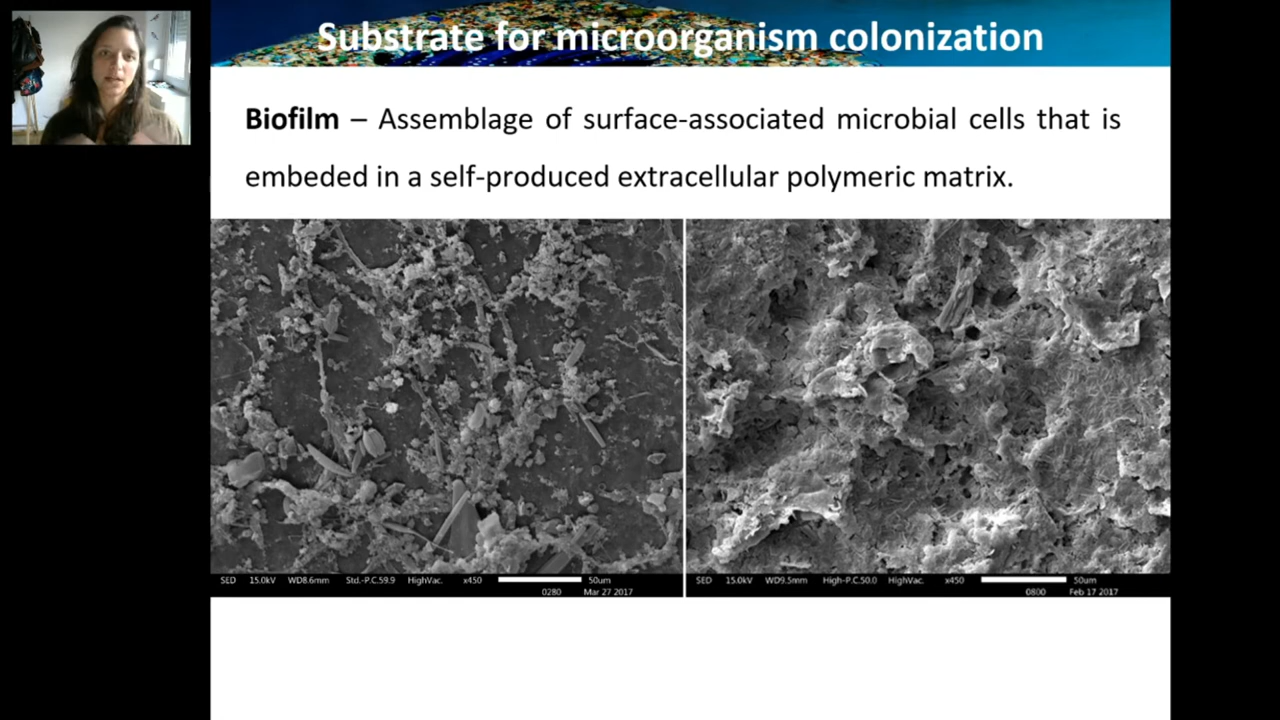 Substrate for microorganism colonization
Biofilm – Assemblage of surface-associated microbial cells that is
embeded in a self-produced extracellular polymeric matrix.
SED 15.0kV WD8.6mm Std.-P.C.59.9 HighVac. x450 50um
0280 Mar 27 2017
SED 15.0kV WD9.5mm High-P.C.50.0 HighVac. x450 50um
0800 Feb 17 2017